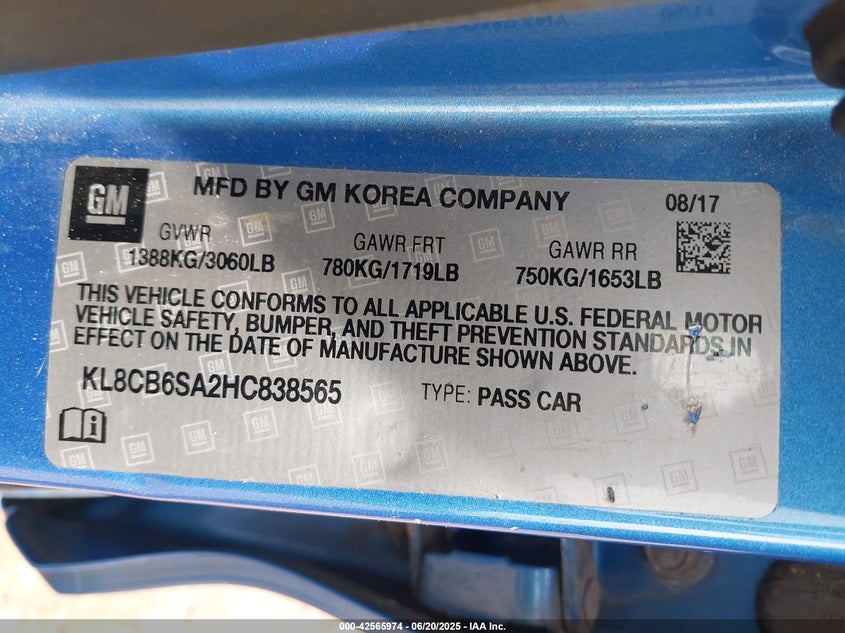 GM
MFD BY GM KOREA COMPANY
08/17
GVWR
1388KG/3060LB
GAWR FRT
780KG/1719LB
GAWR RR
750KG/1653LB
THIS VEHICLE CONFORMS TO ALL APPLICABLE U.S. FEDERAL MOTOR
VEHICLE SAFETY, BUMPER, AND THEFT PREVENTION STANDARDS IN
EFFECT ON THE DATE OF MANUFACTURE SHOWN ABOVE.
KL8CB6SA2HC838565
TYPE: PASS CAR
000-42565974 - 06/20/2025 - IAA Inc.